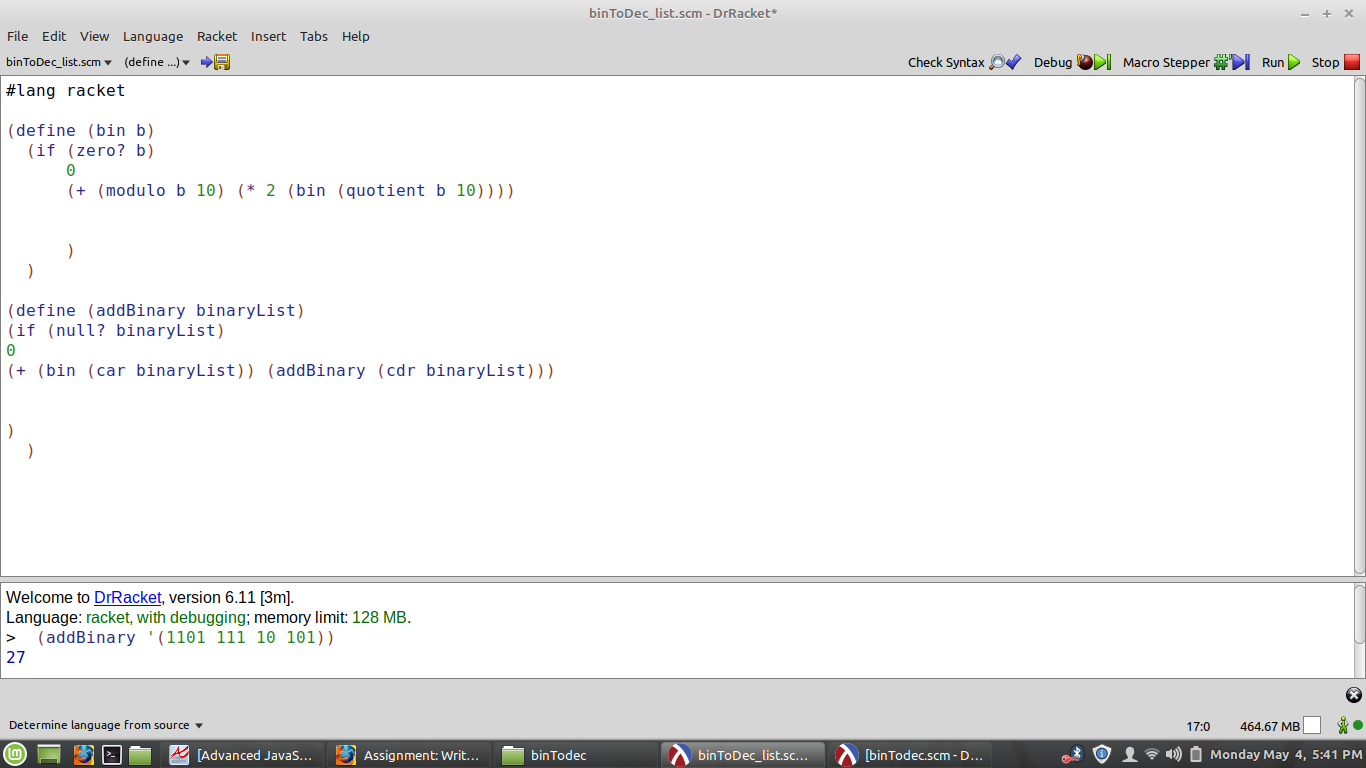 binToDec_list.scm - DrRacket*
File Edit View Language Racket Insert Tabs Help
binToDec_list.scm (define ...) Check Syntax Debug Macro Stepper Run Stop
#lang racket
(define (bin b)
  (if (zero? b)
      0
      (+ (modulo b 10) (* 2 (bin (quotient b 10))))
      )
  )
(define (addBinary binaryList)
(if (null? binaryList)
0
(+ (bin (car binaryList)) (addBinary (cdr binaryList)))
)
  )
Welcome to DrRacket, version 6.11 [3m].
Language: racket, with debugging; memory limit: 128 MB.
>  (addBinary '(1101 111 10 101))
27
Determine language from source 17:0 464.67 MB
[Advanced JavaS... Assignment: Writ... binTodec binToDec_list.sc... [binTodec.scm - D... Monday May 4, 5:41 PM